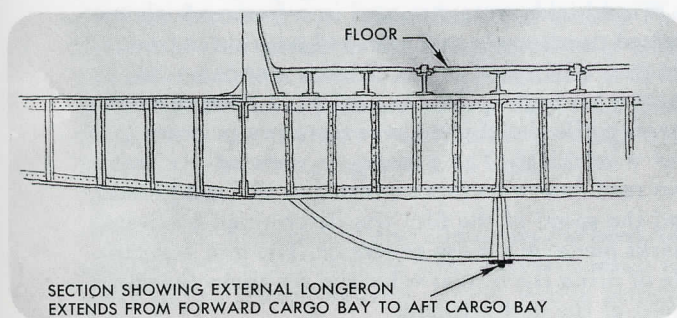 FLOOR
SECTION SHOWING EXTERNAL LONGERON
EXTENDS FROM FORWARD CARGO BAY TO AFT CARGO BAY